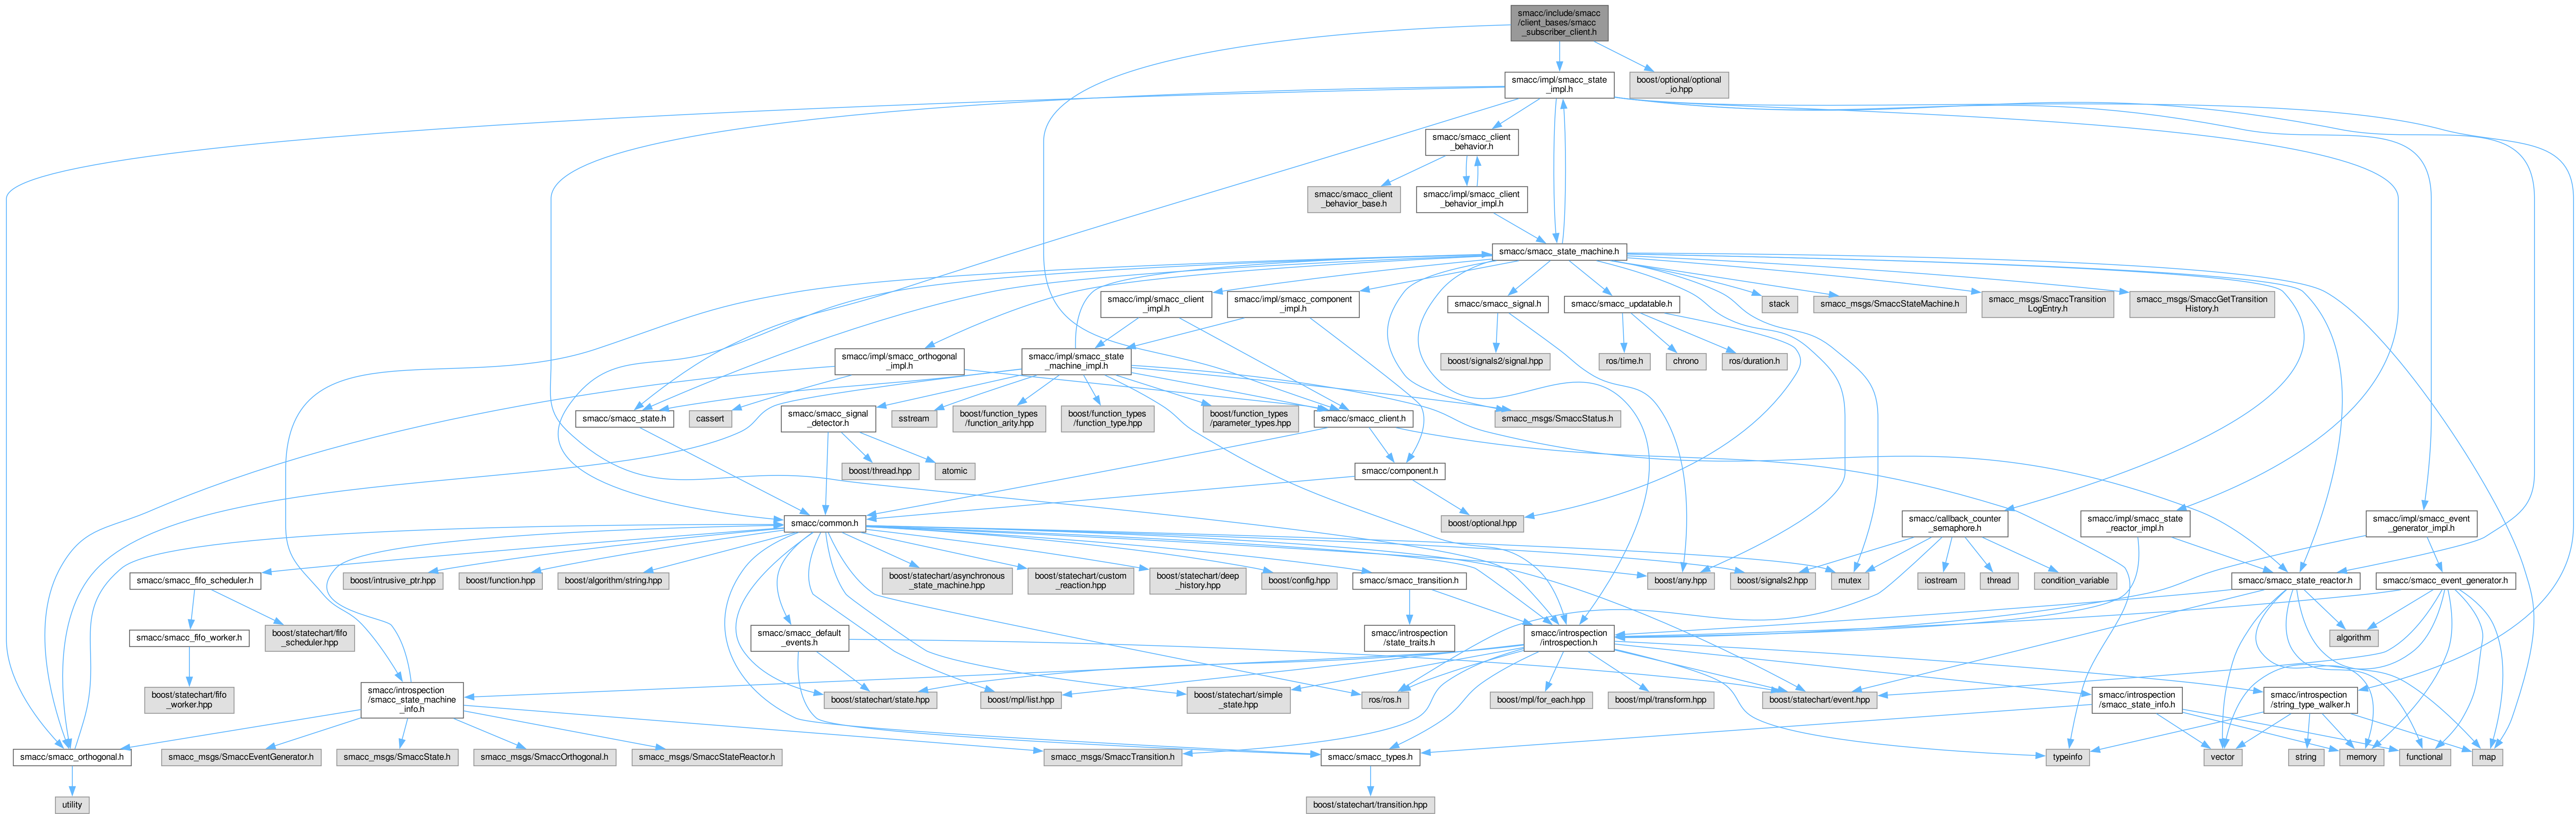 smacc/include/smacc
/client_bases/smacc
_subscriber_client.h
smacc/impl/smacc_state
_impl.h
boost/optional/optional
_io.hpp
smacc/smacc_client
_behavior.h
smacc/smacc_client
_behavior_base.h
smacc/impl/smacc_client
_behavior_impl.h
smacc/smacc_state_machine.h
smacc/impl/smacc_client
_impl.h
smacc/impl/smacc_component
_impl.h
smacc/smacc_signal.h
smacc/smacc_updatable.h
stack
smacc_msgs/SmaccStateMachine.h
smacc_msgs/SmaccTransition
LogEntry.h
smacc_msgs/SmaccGetTransition
History.h
smacc/impl/smacc_orthogonal
_impl.h
smacc/impl/smacc_state
_machine_impl.h
boost/signals2/signal.hpp
ros/time.h
chrono
ros/duration.h
smacc/smacc_state.h
cassert
smacc/smacc_signal
_detector.h
sstream
boost/function_types
/function_arity.hpp
boost/function_types
/function_type.hpp
boost/function_types
/parameter_types.hpp
smacc/smacc_client.h
smacc_msgs/SmaccStatus.h
boost/thread.hpp
atomic
smacc/component.h
smacc/common.h
boost/optional.hpp
smacc/callback_counter
_semaphore.h
smacc/impl/smacc_state
_reactor_impl.h
smacc/impl/smacc_event
_generator_impl.h
smacc/smacc_fifo_scheduler.h
boost/intrusive_ptr.hpp
boost/function.hpp
boost/algorithm/string.hpp
boost/statechart/asynchronous
_state_machine.hpp
boost/statechart/custom
_reaction.hpp
boost/statechart/deep
_history.hpp
boost/config.hpp
smacc/smacc_transition.h
boost/any.hpp
boost/signals2.hpp
mutex
iostream
thread
condition_variable
smacc/smacc_state_reactor.h
smacc/smacc_event_generator.h
smacc/smacc_fifo_worker.h
boost/statechart/fifo
_scheduler.hpp
smacc/smacc_default
_events.h
smacc/introspection
/state_traits.h
smacc/introspection
/introspection.h
algorithm
boost/statechart/fifo
_worker.hpp
smacc/introspection
/smacc_state_machine
_info.h
boost/statechart/state.hpp
boost/mpl/list.hpp
boost/statechart/simple
_state.hpp
ros/ros.h
boost/mpl/for_each.hpp
boost/mpl/transform.hpp
boost/statechart/event.hpp
smacc/introspection
/smacc_state_info.h
smacc/introspection
/string_type_walker.h
smacc/smacc_orthogonal.h
smacc_msgs/SmaccEventGenerator.h
smacc_msgs/SmaccState.h
smacc_msgs/SmaccOrthogonal.h
smacc_msgs/SmaccStateReactor.h
smacc_msgs/SmaccTransition.h
smacc/smacc_types.h
typeinfo
vector
string
memory
functional
map
utility
boost/statechart/transition.hpp